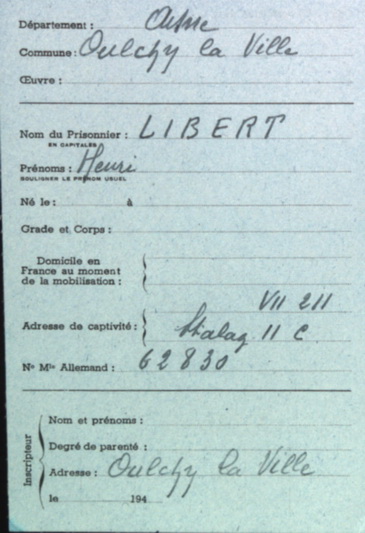 Département : Aisne
Commune : Oulchy la Ville
Œuvre :
Nom du Prisonnier : LIBERT
EN CAPITALES
Prénoms : Henri
SOULIGNER LE PRÉNOM USUEL
Né le : à
Grade et Corps :
Domicile en
France au moment
de la mobilisation :
VII 211
Adresse de captivité : Stalag II C
Nº Mle Allemand : 62830
Inscripteur
Nom et prénoms :
Degré de parenté :
Adresse : Oulchy la Ville
le 194